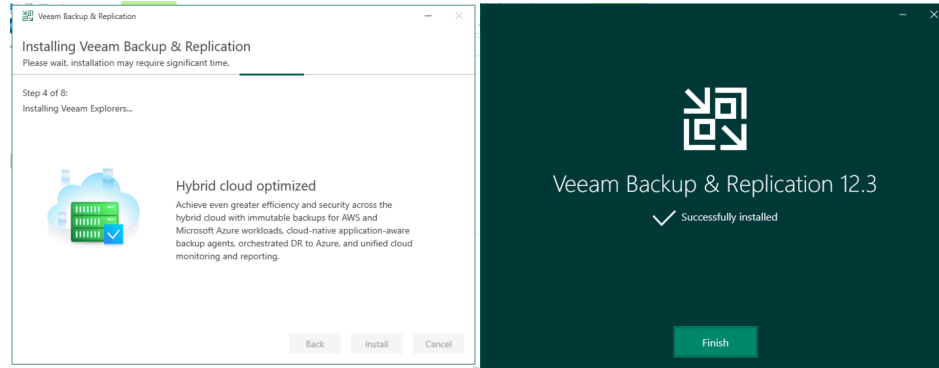 Veeam Backup & Replication
Installing Veeam Backup & Replication
Please wait, installation may require significant time.
Step 4 of 8:
Installing Veeam Explorers...
Hybrid cloud optimized
Achieve even greater efficiency and security across the
hybrid cloud with immutable backups for AWS and
Microsoft Azure workloads, cloud-native application-aware
backup agents, orchestrated DR to Azure, and unified cloud
monitoring and reporting.
Back
Install
Cancel
Veeam Backup & Replication 12.3
Successfully installed
Finish